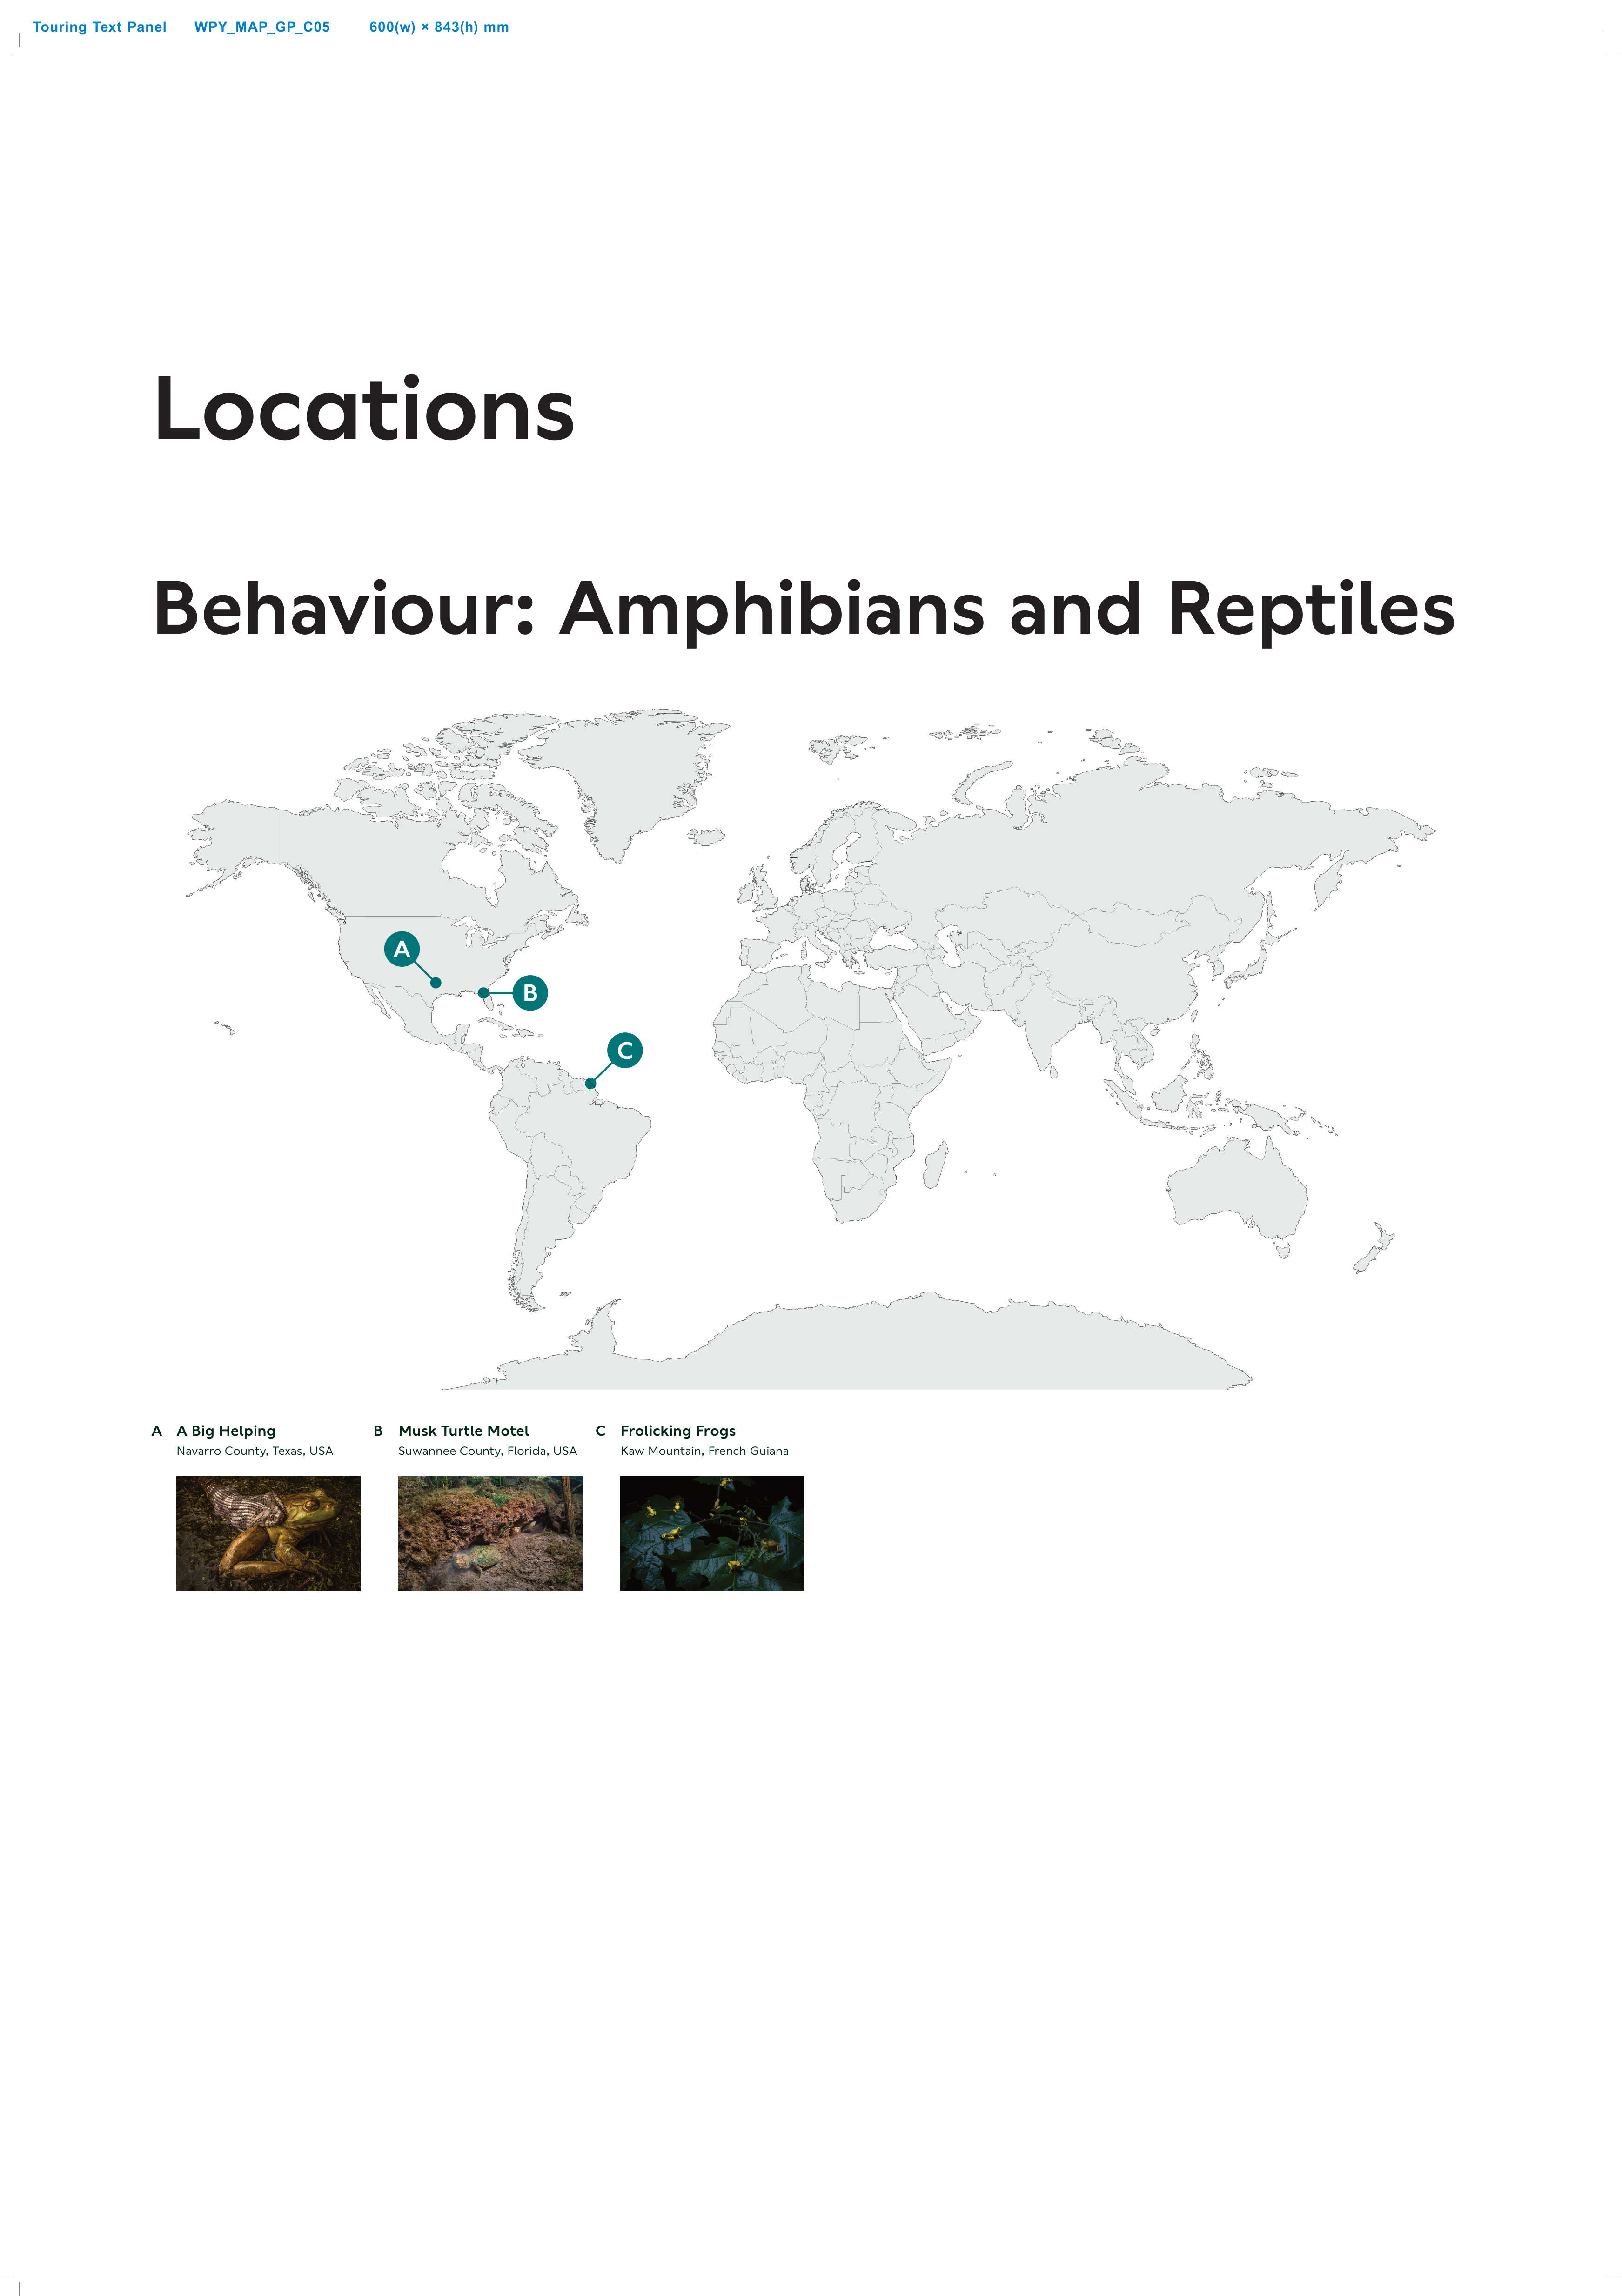 Touring Text Panel WPY_MAP_GP_C05 600(w) × 843(h) mm
Locations
Behaviour: Amphibians and Reptiles
A
B
C
A A Big Helping
Navarro County, Texas, USA
B Musk Turtle Motel
Suwannee County, Florida, USA
C Frolicking Frogs
Kaw Mountain, French Guiana